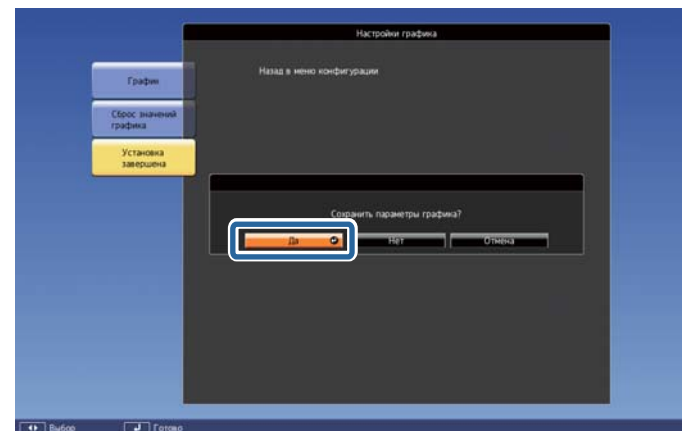 Настройки графика
Назад в меню конфигурации
График
Сброс значений
графика
Установка
завершена
Сохранить параметры графика?
Да
Нет
Отмена
Выбор
Готово